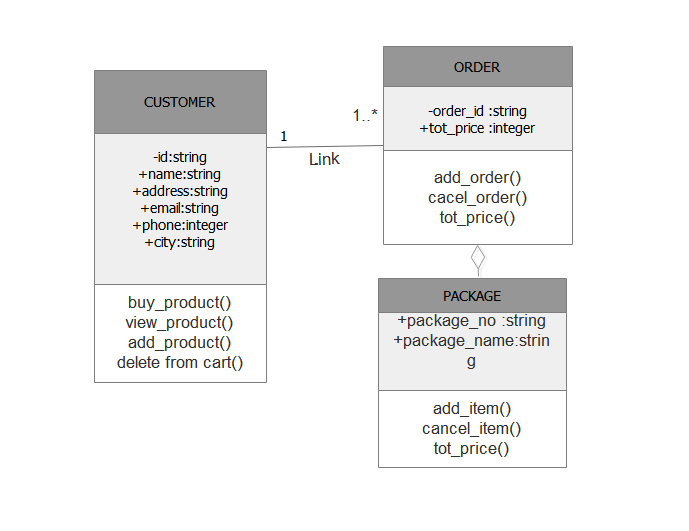 CUSTOMER
-id:string
+name:string
+address:string
+email:string
+phone:integer
+city:string
buy_product()
view_product()
add_product()
delete from cart()
1
Link
1..*
ORDER
-order_id :string
+tot_price :integer
add_order()
cacel_order()
tot_price()
PACKAGE
+package_no :string
+package_name:strin
g
add_item()
cancel_item()
tot_price()